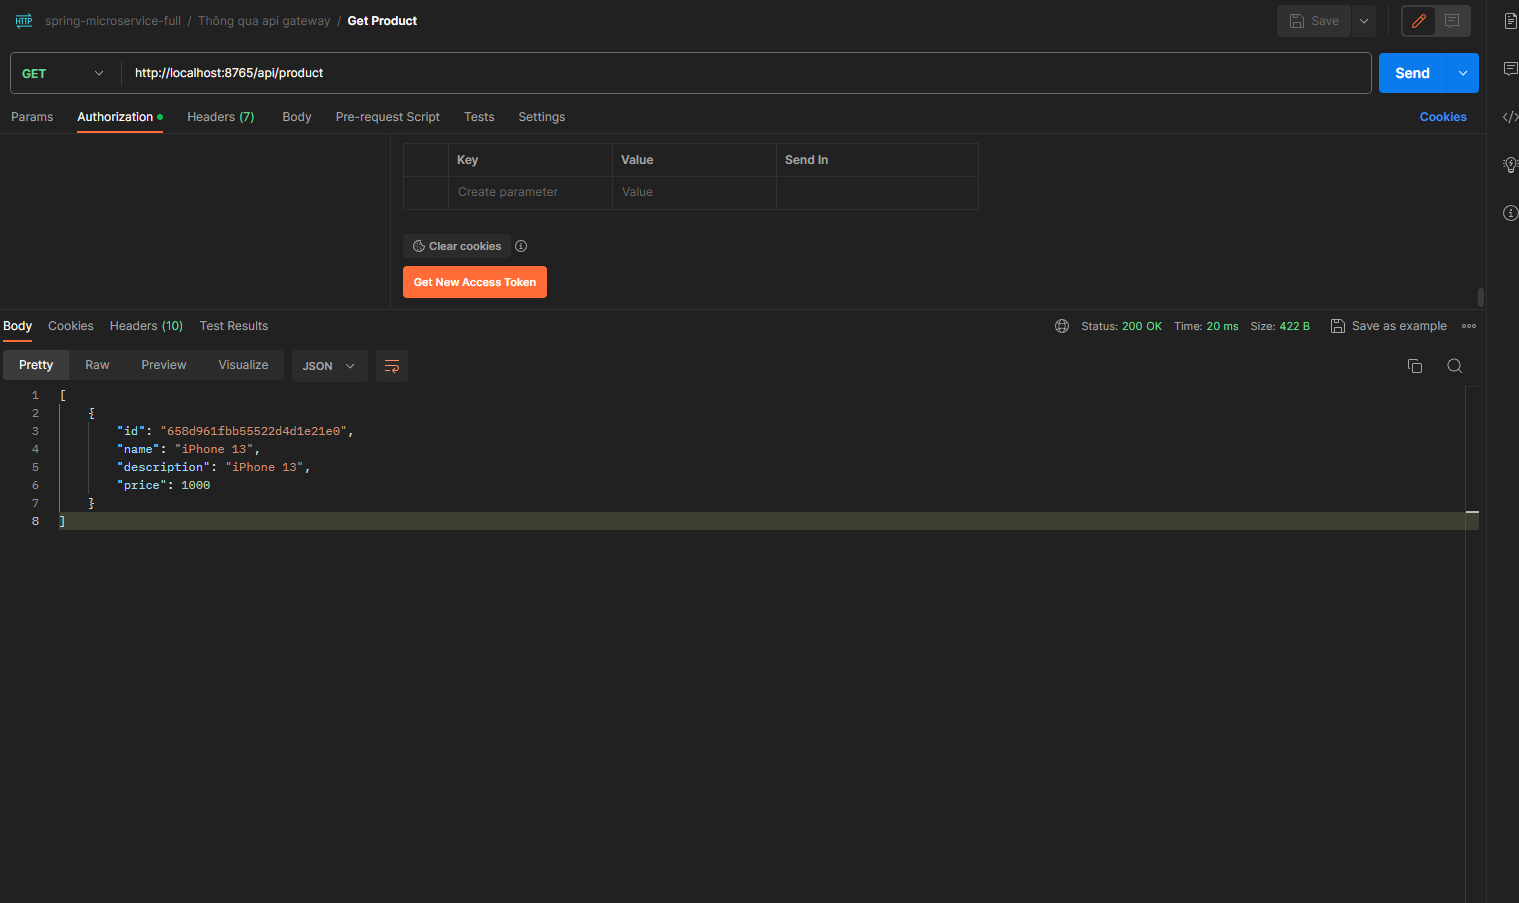 HTTP spring-microservice-full / Thông qua api gateway / Get Product Save
GET http://localhost:8765/api/product Send
Params Authorization Headers (7) Body Pre-request Script Tests Settings Cookies
Key Value Send In
Create parameter Value
Clear cookies
Get New Access Token
Body Cookies Headers (10) Test Results Status: 200 OK Time: 20 ms Size: 422 B Save as example
Pretty Raw Preview Visualize JSON
1 [
2 {
3 "id": "658d961fbb55522d4d1e21e0",
4 "name": "iPhone 13",
5 "description": "iPhone 13",
6 "price": 1000
7 }
8 ]